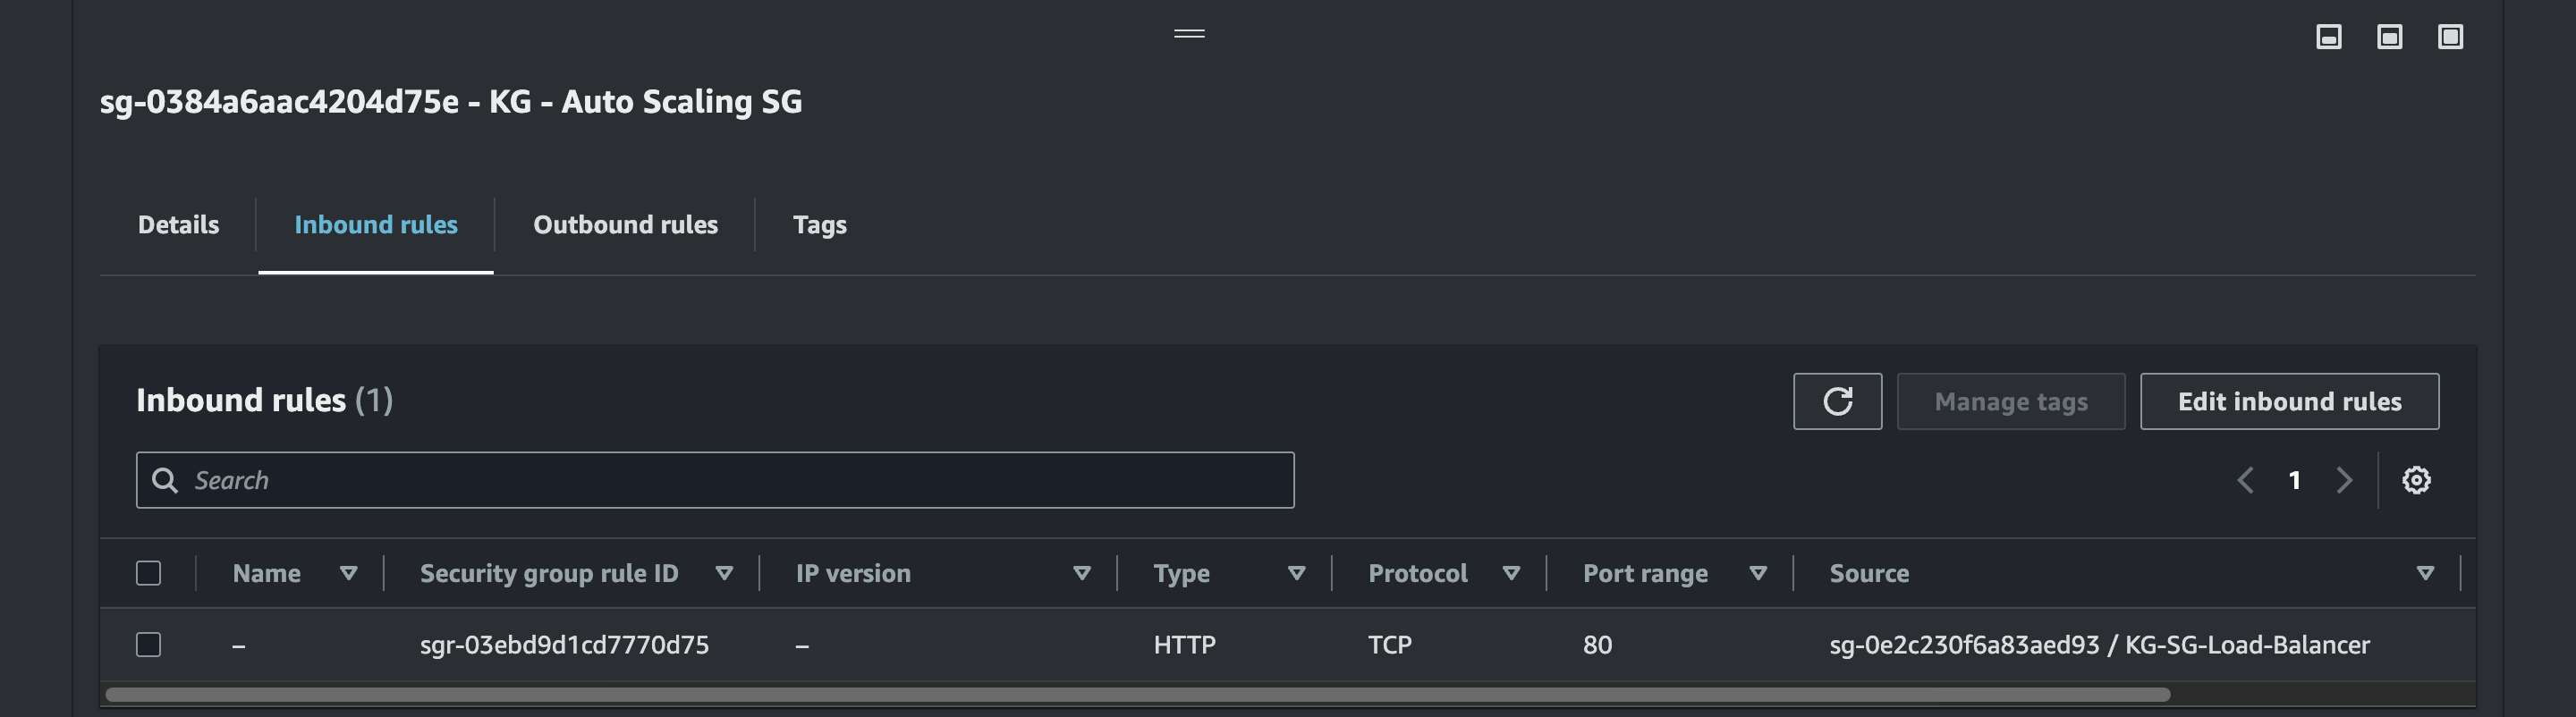 sg-0384a6aac4204d75e - KG - Auto Scaling SG
Details Inbound rules Outbound rules Tags
Inbound rules (1)
Manage tags Edit inbound rules
Search
1
Name Security group rule ID IP version Type Protocol Port range Source
– sgr-03ebd9d1cd7770d75 – HTTP TCP 80 sg-0e2c230f6a83aed93 / KG-SG-Load-Balancer